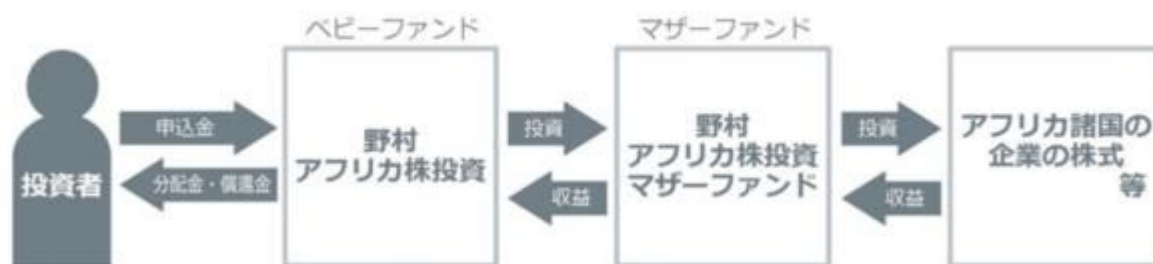 ベビーファンド
マザーファンド
投資者
申込金
分配金・償還金
野村
アフリカ株投資
投資
収益
野村
アフリカ株投資
マザーファンド
投資
収益
アフリカ諸国の
企業の株式
等